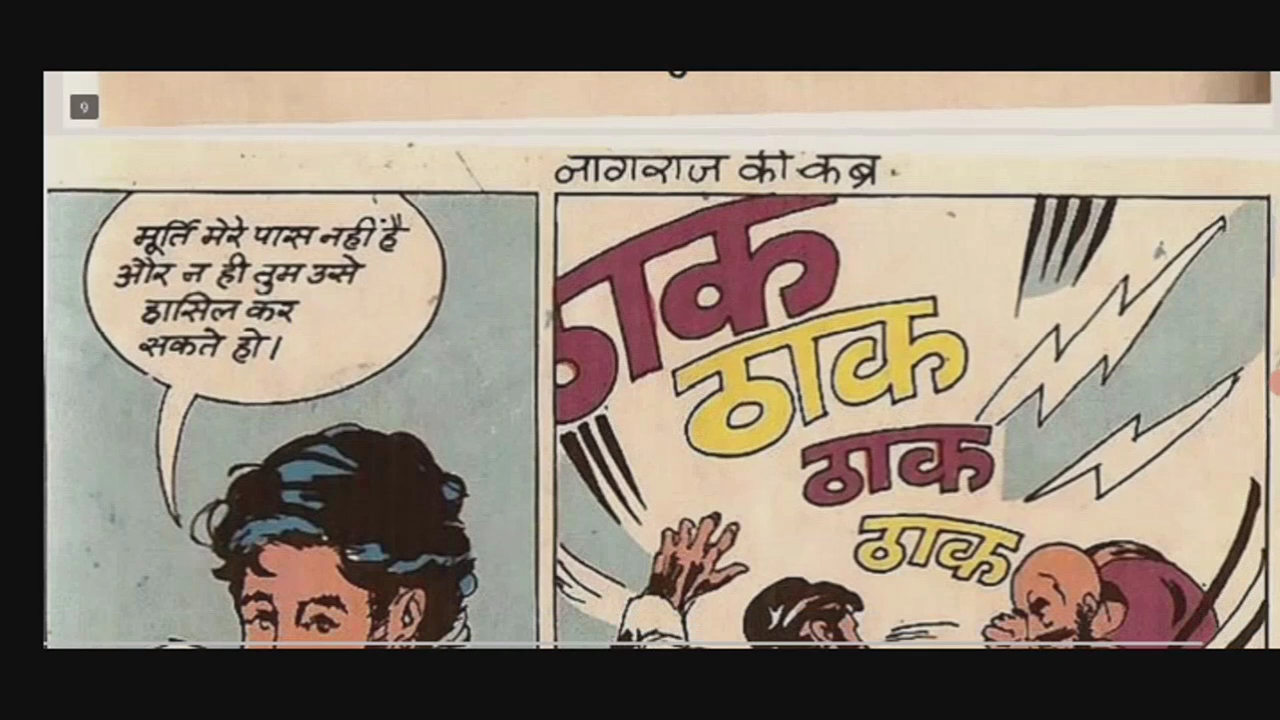 9
नागराज की कब्र
मूर्ति मेरे पास नहीं है
और न ही तुम उसे
हासिल कर
सकते हो।
ठाक
ठाक
ठाक
ठाक